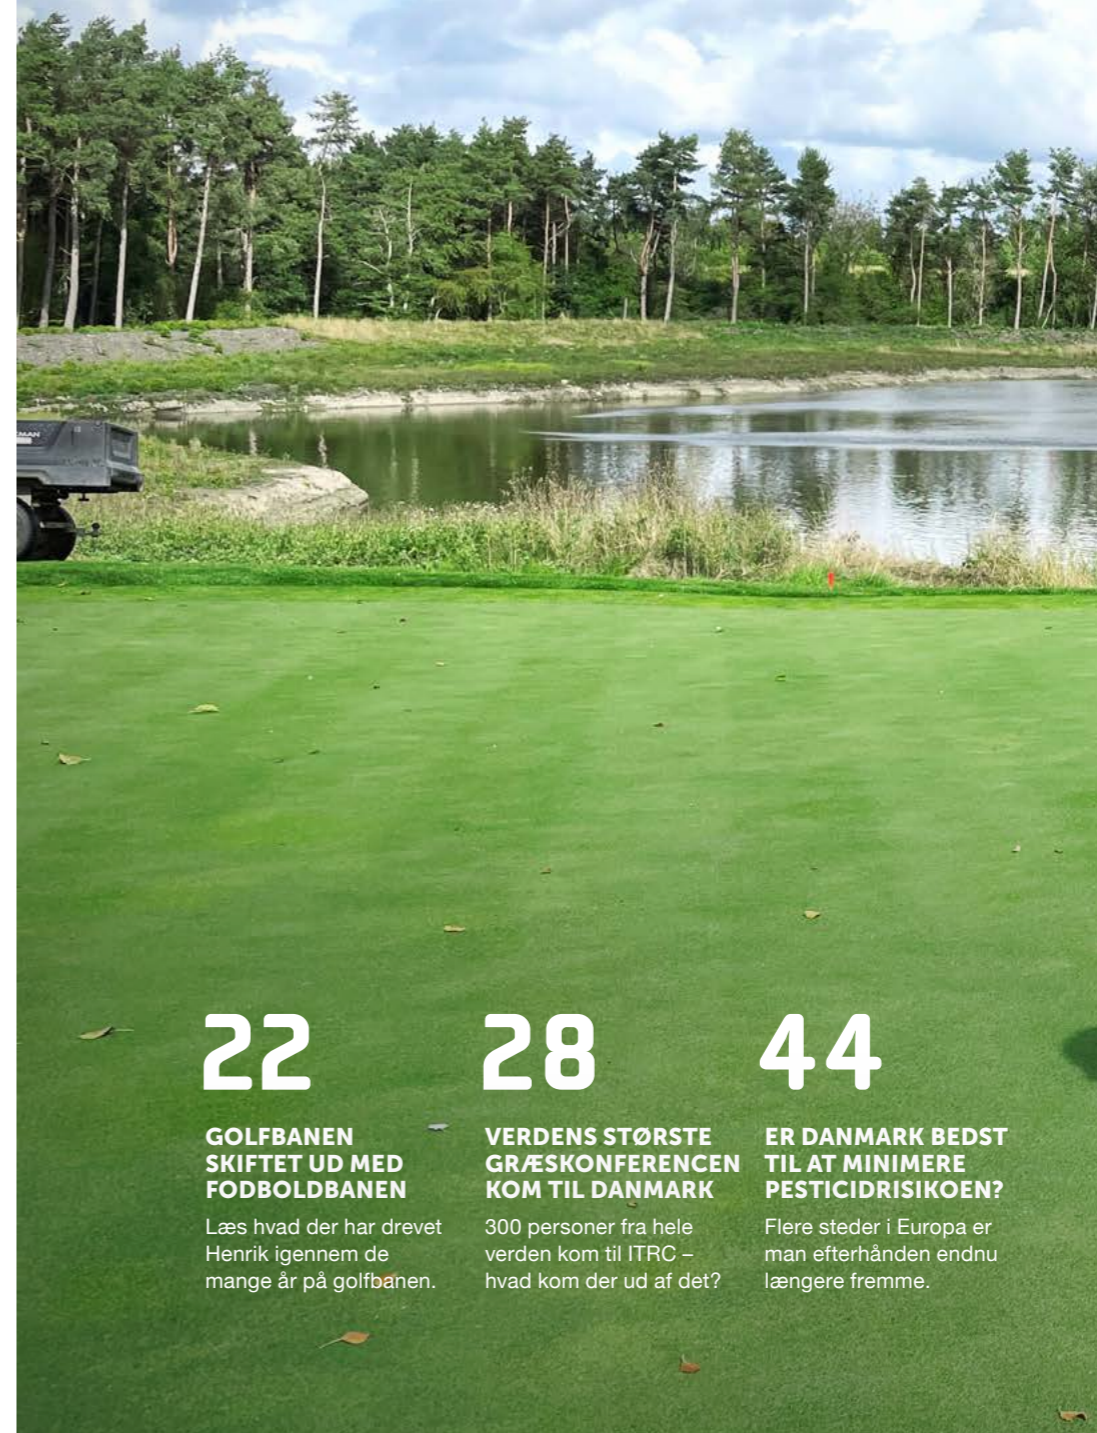 22
GOLFBANEN
SKIFTET UD MED
FODBOLDBANEN
Læs hvad der har drevet
Henrik igennem de
mange år på golfbanen.
28
VERDENS STØRSTE
GRÆSKONFERENCEN
KOM TIL DANMARK
300 personer fra hele
verden kom til ITRC –
hvad kom der ud af det?
44
ER DANMARK BEDST
TIL AT MINIMERE
PESTICIDRISIKOEN?
Flere steder i Europa er
man efterhånden endnu
længere fremme.